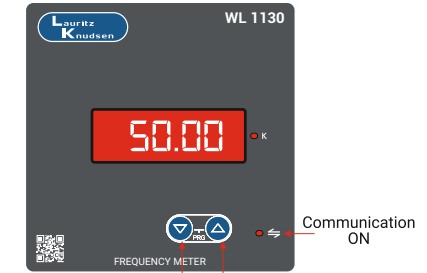 Lauritz
Knudsen
WL 1130
50.00
K
PRG
FREQUENCY METER
Communication
ON